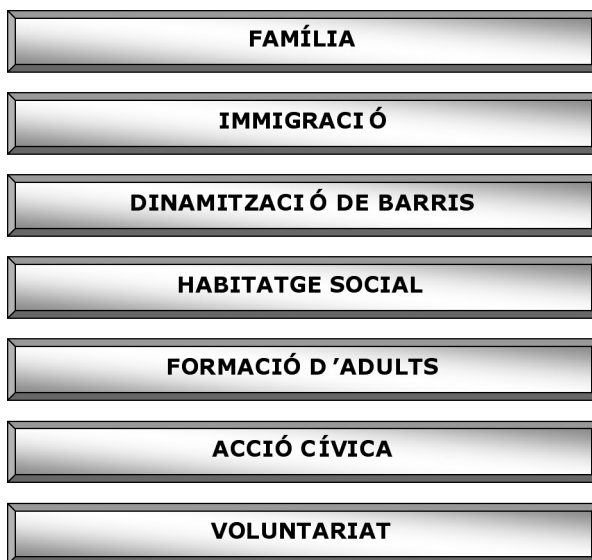 FAMÍLIA
IMMIGRACIÓ
DINAMITZACIÓ DE BARRIS
HABITATGE SOCIAL
FORMACIÓ D’ADULTS
ACCIÓ CÍVICA
VOLUNTARIAT